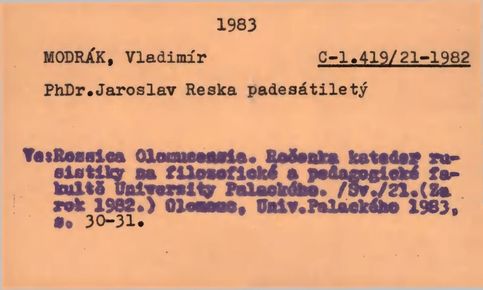 1983
MODRÁK, Vladimír C-1.419/21-1982
PhDr.Jaroslav Reska padesátiletý
Ve:Rossica Olomucensia. Ročenka kateder ru-
sistiky na filosofické a pedagogické fa-
kultě University Palackého. /Sv./21.(Za
rok 1982.) Olomouc, Univ.Palackého 1983,
s. 30-31.